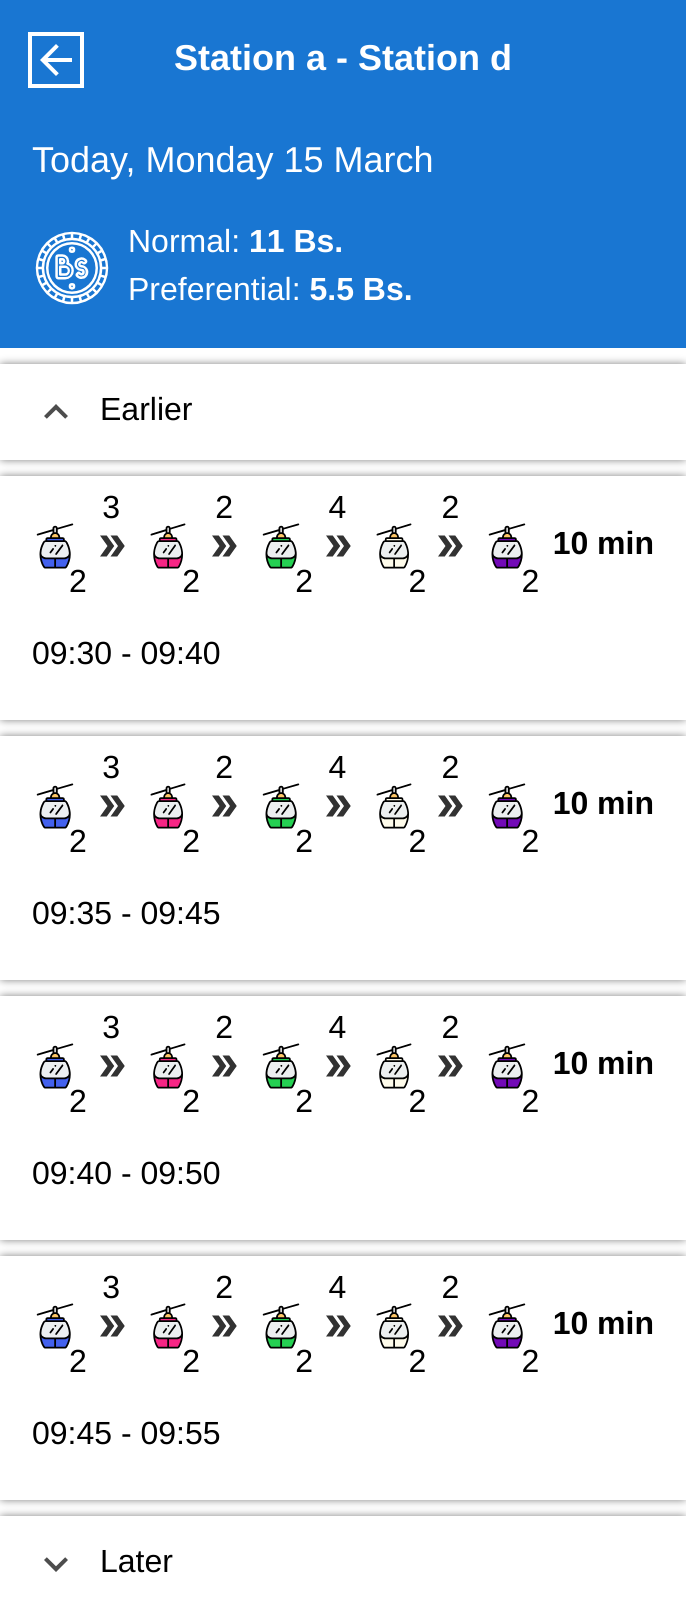 Station a - Station d
Today, Monday 15 March
Bs
Normal: 11 Bs.
Preferential: 5.5 Bs.
Earlier
3 2 4 2
» » » » 10 min
2 2 2 2 2
09:30 - 09:40
3 2 4 2
» » » » 10 min
2 2 2 2 2
09:35 - 09:45
3 2 4 2
» » » » 10 min
2 2 2 2 2
09:40 - 09:50
3 2 4 2
» » » » 10 min
2 2 2 2 2
09:45 - 09:55
Later